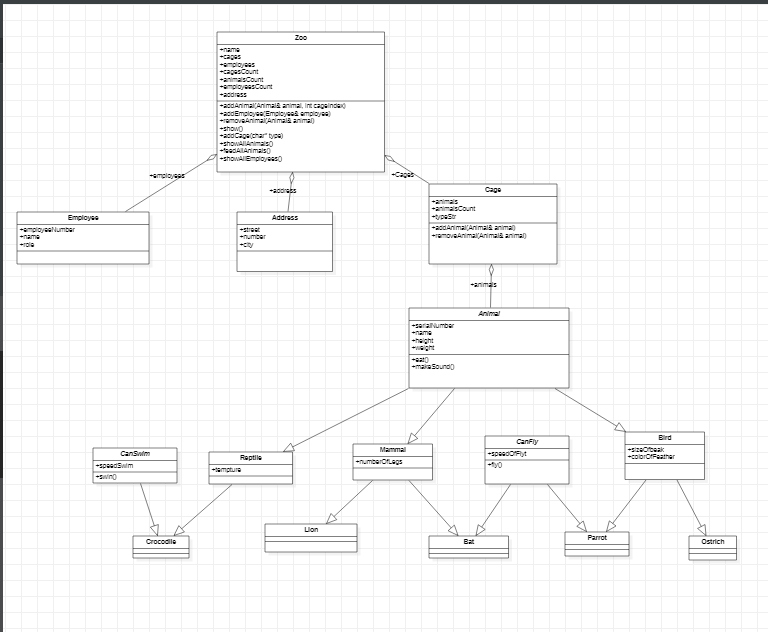 Zoo
+name
+cages
+employees
+cagesCount
+animalsCount
+employeesCount
+address
+addAnimal(Animal& animal, int cageIndex)
+addEmployee(Employee& employee)
+removeAnimal(Animal& animal)
+show()
+addCage(char* type)
+showAllAnimals()
+feedAllAnimals()
+showAllEmployees()
+employees
+address
+Cages
Employee
+employeeNumber
+name
+role
Address
+street
+number
+city
Cage
+animals
+animalsCount
+typeStr
+addAnimal(Animal& animal)
+removeAnimal(Animal& animal)
+animals
Animal
+serialNumber
+name
+height
+weight
+eat()
+makeSound()
CanSwim
+speedSwim
+swin()
Reptile
+tempture
Mammal
+numberOfLegs
CanFly
+speedOfFlyt
+fly()
Bird
+sizeOfbeak
+colorOfFeather
Crocodile
Lion
Bat
Parrot
Ostrich